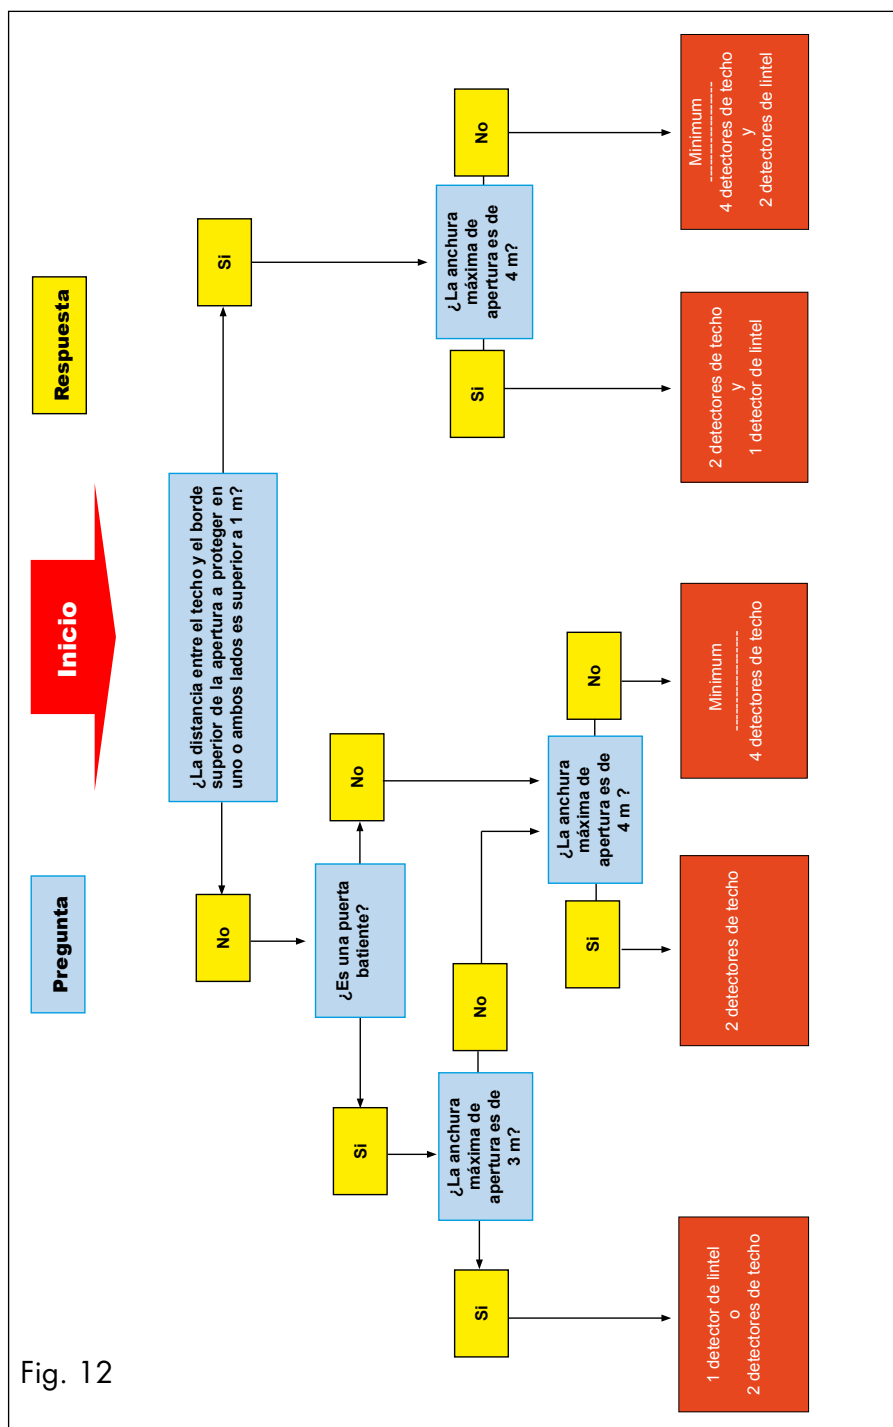 Pregunta
Inicio
Respuesta
¿La distancia entre el techo y el borde
superior de la apertura a proteger en
uno o ambos lados es superior a 1 m?
No
Si
¿Es una puerta
batiente?
Si
No
¿La anchura
máxima de
apertura es de
3 m?
Si
No
¿La anchura
máxima de
apertura es de
4 m ?
Si
No
¿La anchura
máxima de
apertura es de
4 m?
Si
No
1 detector de lintel
o
2 detectores de techo
2 detectores de techo
Minimum
------------------
4 detectores de techo
2 detectores de techo
y
1 detector de lintel
Minimum
------------------
4 detectores de techo
y
2 detectores de lintel
Fig. 12